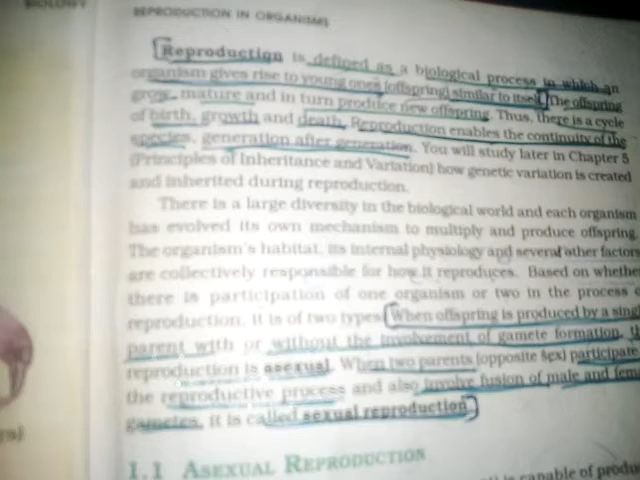 BIOLOGY
REPRODUCTION IN ORGANISMS
Reproduction is defined as a biological process in which an
organism gives rise to young ones (offspring) similar to itself. The offspring
grow, mature and in turn produce new offspring. Thus, there is a cycle
of birth, growth and death. Reproduction enables the continuity of the
species, generation after generation. You will study later in Chapter 5
(Principles of Inheritance and Variation) how genetic variation is created
and inherited during reproduction.
There is a large diversity in the biological world and each organism
has evolved its own mechanism to multiply and produce offspring.
The organism's habitat, its internal physiology and several other factors
are collectively responsible for how it reproduces. Based on whethe
there is participation of one organism or two in the process o
reproduction, it is of two types. When offspring is produced by a sing
parent with or without the involvement of gamete formation,
reproduction is asexual. When two parents (opposite sex) participate
the reproductive process and also involve fusion of male and fem
gametes, it is called sexual reproduction.
1.1 ASEXUAL REPRODUCTION
is capable of produ